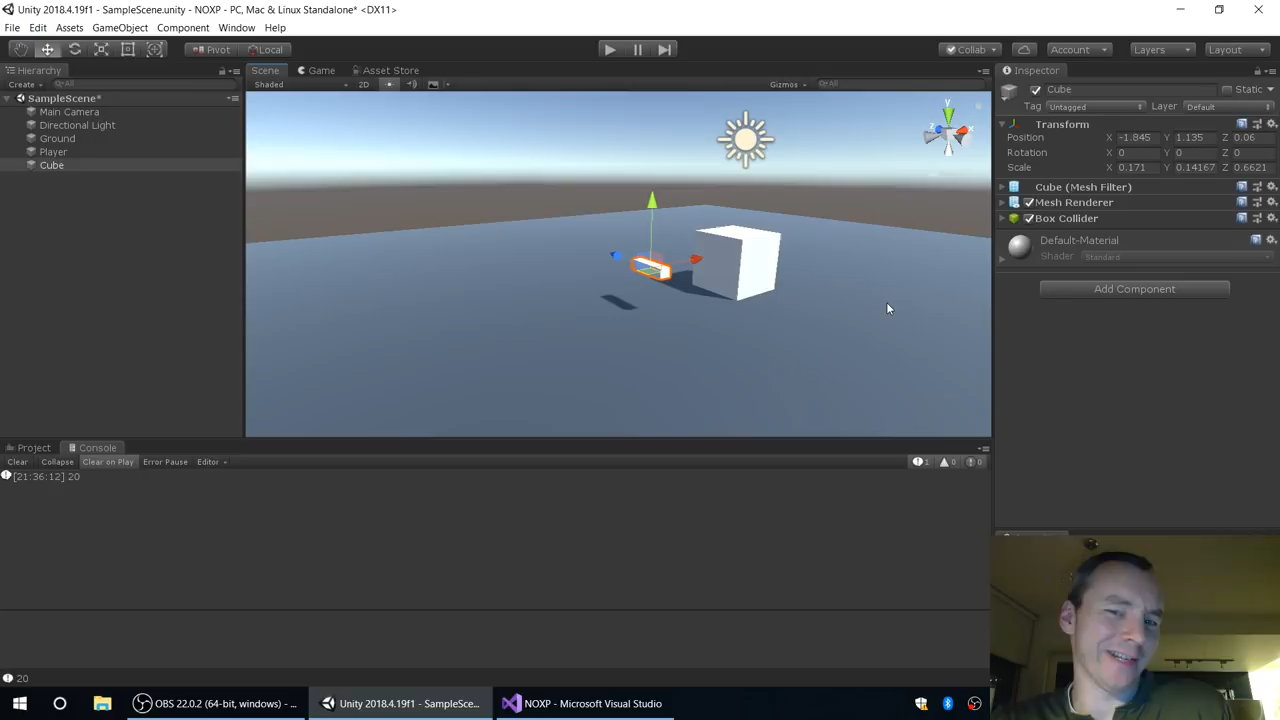 Unity 2018.4.19f1 - SampleScene.unity - NOXP - PC, Mac & Linux Standalone* <DX11>
File Edit Assets GameObject Component Window Help
Pivot Local Collab Account Layers Layout
Hierarchy Scene Game Asset Store Inspector
Create All Shaded 2D Gizmos All Cube Static
SampleScene*
Tag Untagged Layer Default
Main Camera
Directional Light
Ground
Player
Cube
y
x
z
Transform
Position X -1.845 Y 1.135 Z 0.06
Rotation X 0 Y 0 Z 0
Scale X 0.171 Y 0.14167 Z 0.6621
Cube (Mesh Filter)
Mesh Renderer
Box Collider
Default-Material
Shader Standard
Add Component
Project Console
Clear Collapse Clear on Play Error Pause Editor 1 0 0
[21:36:12] 20
20
OBS 22.0.2 (64-bit, windows) - ... Unity 2018.4.19f1 - SampleSce... NOXP - Microsoft Visual Studio